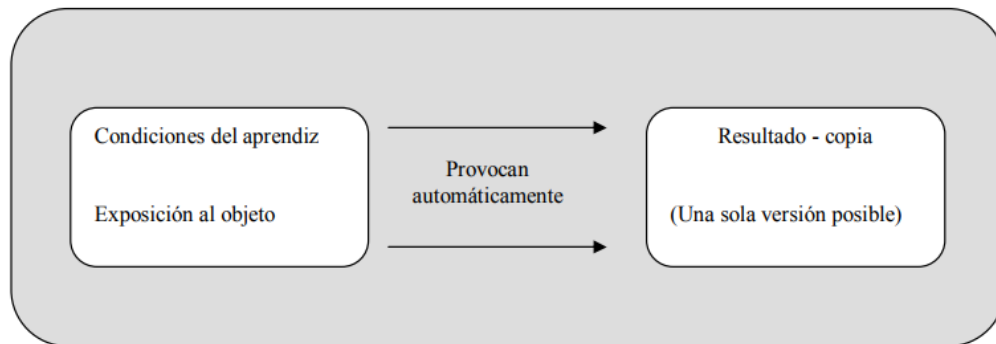 Condiciones del aprendiz
Exposición al objeto
Provocan
automáticamente
Resultado - copia
(Una sola versión posible)